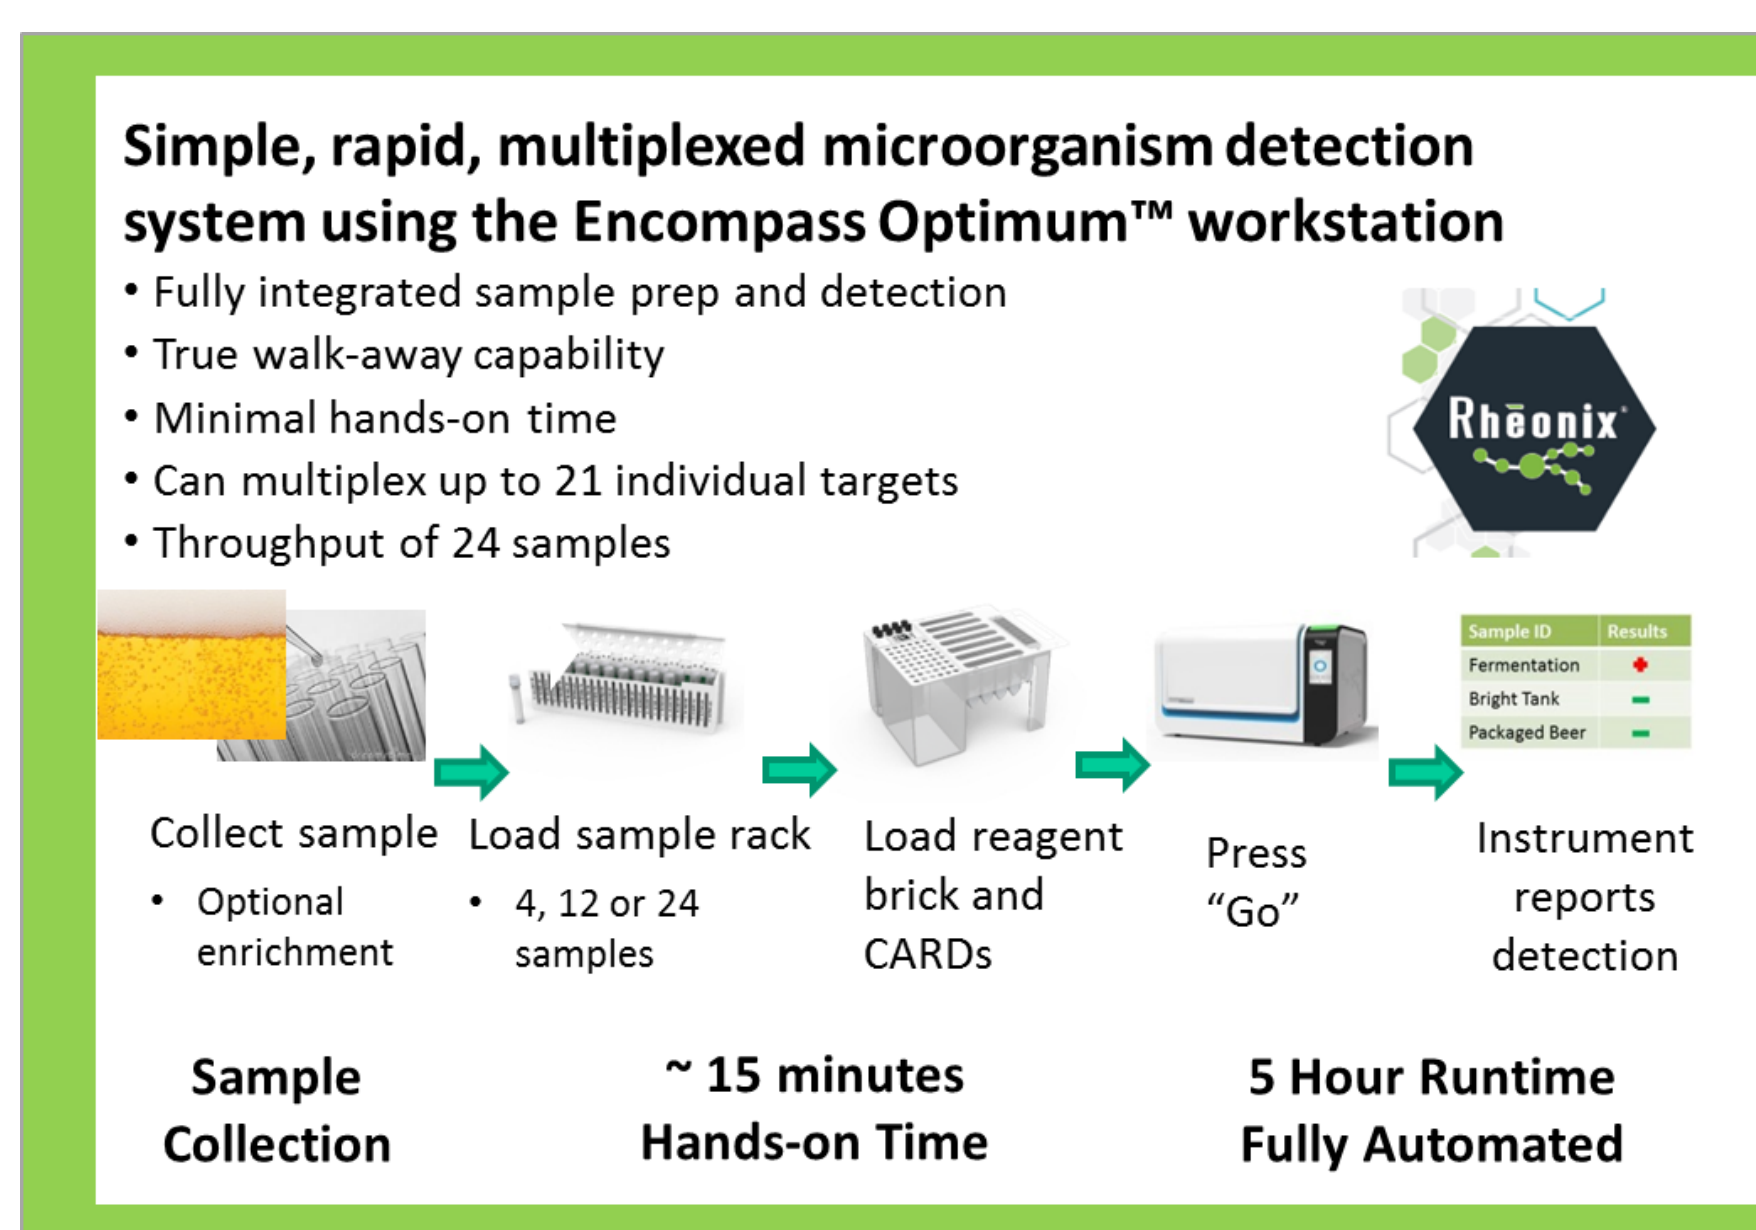 Simple, rapid, multiplexed microorganism detection
system using the Encompass Optimum™ workstation
• Fully integrated sample prep and detection
• True walk-away capability
• Minimal hands-on time
• Can multiplex up to 21 individual targets
• Throughput of 24 samples
Rhēonix®
Sample ID Results
Fermentation
Bright Tank
Packaged Beer
Collect sample
• Optional
enrichment
Load sample rack
• 4, 12 or 24
samples
Load reagent
brick and
CARDs
Press
“Go”
Instrument
reports
detection
Sample
Collection
~ 15 minutes
Hands-on Time
5 Hour Runtime
Fully Automated